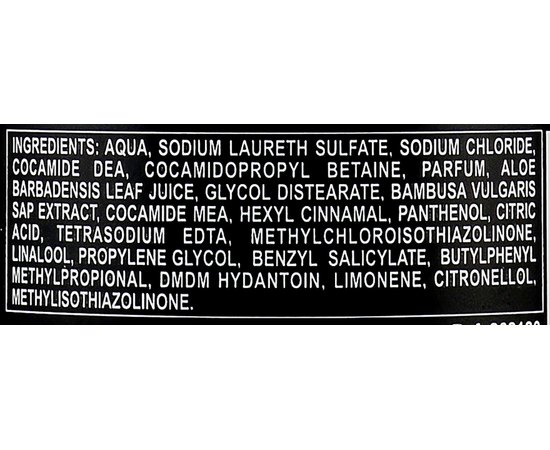 INGREDIENTS: AQUA, SODIUM LAURETH SULFATE, SODIUM CHLORIDE,
COCAMIDE DEA, COCAMIDOPROPYL BETAINE, PARFUM, ALOE
BARBADENSIS LEAF JUICE, GLYCOL DISTEARATE, BAMBUSA VULGARIS
SAP EXTRACT, COCAMIDE MEA, HEXYL CINNAMAL, PANTHENOL, CITRIC
ACID, TETRASODIUM EDTA, METHYLCHLOROISOTHIAZOLINONE,
LINALOOL, PROPYLENE GLYCOL, BENZYL SALICYLATE, BUTYLPHENYL
METHYLPROPIONAL, DMDM HYDANTOIN, LIMONENE, CITRONELLOL,
METHYLISOTHIAZOLINONE.